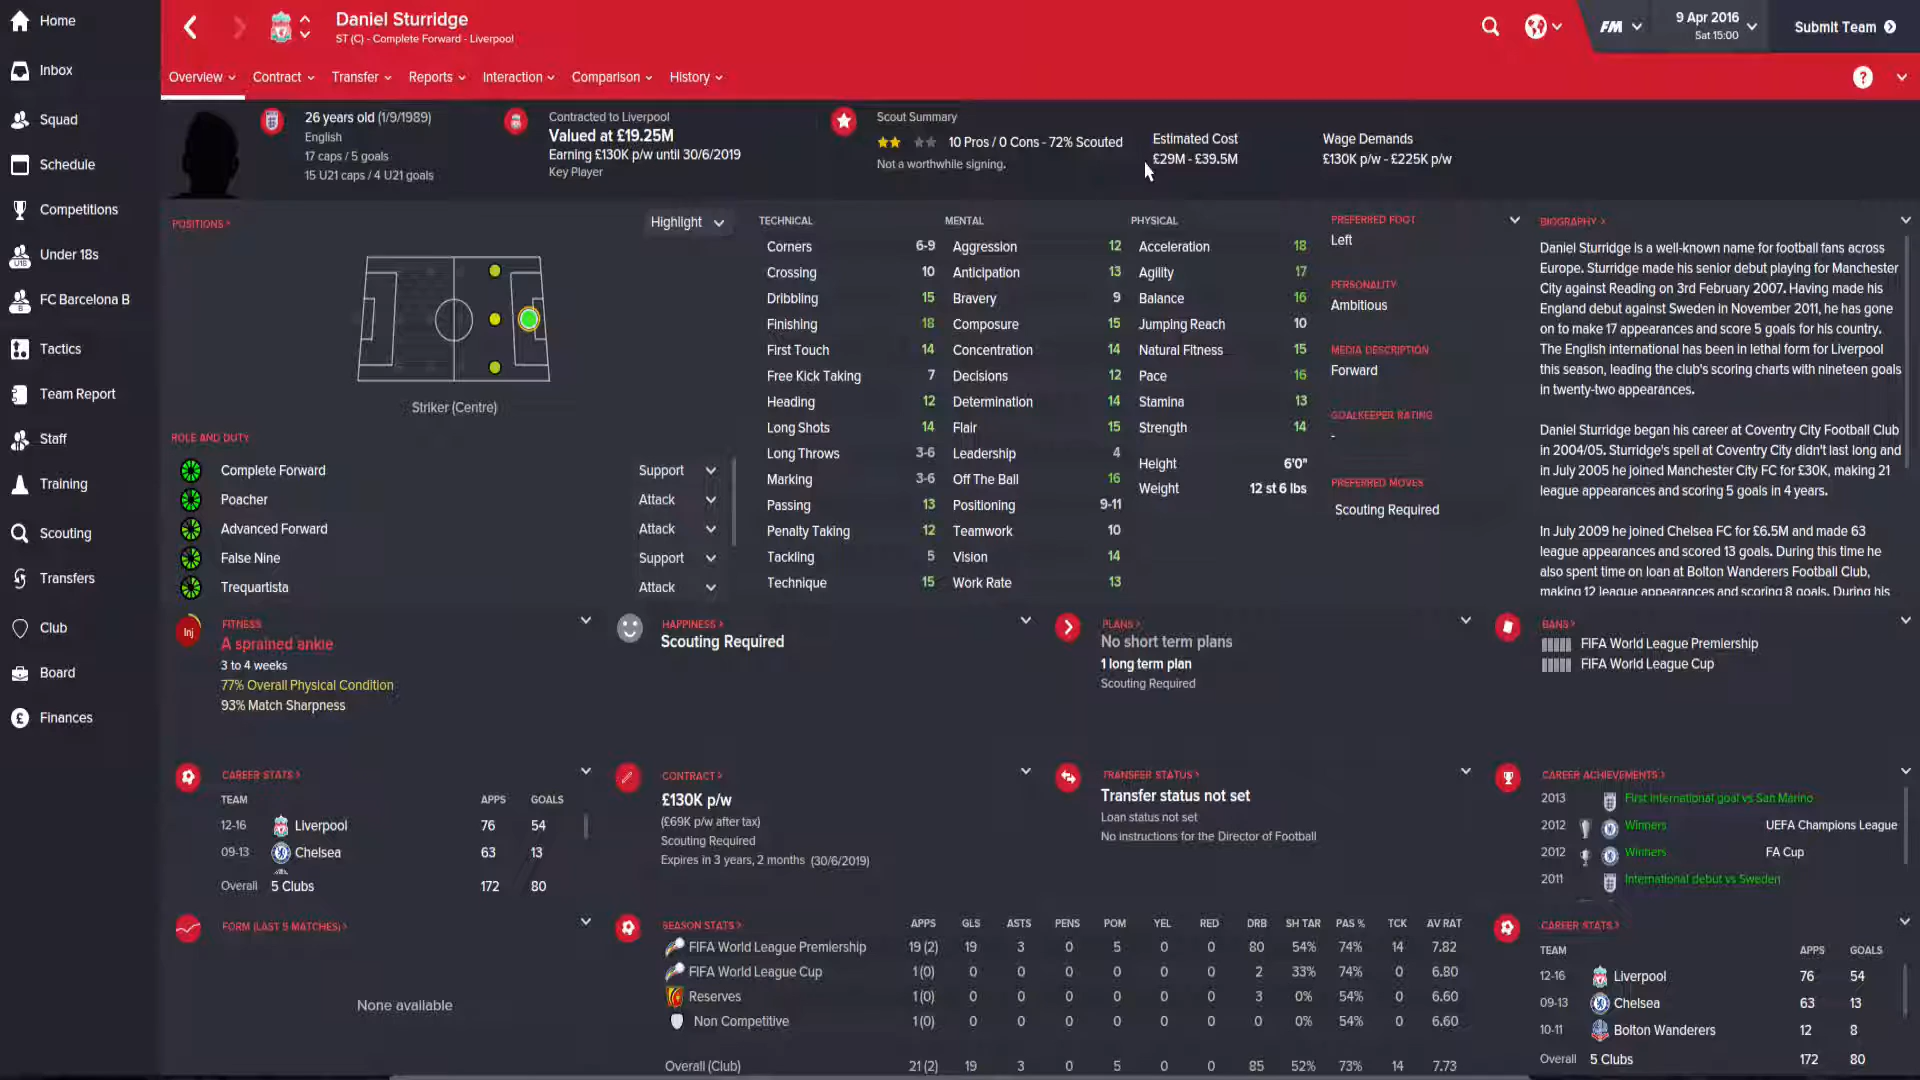 Home
Inbox
Squad
Schedule
Competitions
Under 18s
FC Barcelona B
Tactics
Team Report
Staff
Training
Scouting
Transfers
Club
Board
Finances
Daniel Sturridge
ST (C) - Complete Forward - Liverpool
FM
9 Apr 2016
Sat 15:00
Submit Team
Overview Contract Transfer Reports Interaction Comparison History
?
26 years old (1/9/1989)
English
17 caps / 5 goals
15 U21 caps / 4 U21 goals
Contracted to Liverpool
Valued at £19.25M
Earning £130K p/w until 30/6/2019
Key Player
Scout Summary
10 Pros / 0 Cons - 72% Scouted
Not a worthwhile signing.
Estimated Cost
£29M - £39.5M
Wage Demands
£130K p/w - £225K p/w
POSITIONS >
Highlight
Striker (Centre)
ROLE AND DUTY
Complete Forward Support
Poacher Attack
Advanced Forward Attack
False Nine Support
Trequartista Attack
TECHNICAL
Corners 6-9
Crossing 10
Dribbling 15
Finishing 18
First Touch 14
Free Kick Taking 7
Heading 12
Long Shots 14
Long Throws 3-6
Marking 3-6
Passing 13
Penalty Taking 12
Tackling 5
Technique 15
MENTAL
Aggression 12
Anticipation 13
Bravery 9
Composure 15
Concentration 14
Decisions 12
Determination 14
Flair 15
Leadership 4
Off The Ball 16
Positioning 9-11
Teamwork 10
Vision 14
Work Rate 13
PHYSICAL
Acceleration 18
Agility 17
Balance 16
Jumping Reach 10
Natural Fitness 15
Pace 16
Stamina 13
Strength 14
Height 6'0"
Weight 12 st 6 lbs
PREFERRED FOOT
Left
PERSONALITY
Ambitious
MEDIA DESCRIPTION
Forward
GOALKEEPER RATING
-
PREFERRED MOVES
Scouting Required
BIOGRAPHY >
Daniel Sturridge is a well-known name for football fans across
Europe. Sturridge made his senior debut playing for Manchester
City against Reading on 3rd February 2007. Having made his
England debut against Sweden in November 2011, he has gone
on to make 17 appearances and score 5 goals for his country.
The English international has been in lethal form for Liverpool
this season, leading the club's scoring charts with nineteen goals
in twenty-two appearances.
Daniel Sturridge began his career at Coventry City Football Club
in 2004/05. Sturridge's spell at Coventry City didn't last long and
in July 2005 he joined Manchester City FC for £30K, making 21
league appearances and scoring 5 goals in 4 years.
In July 2009 he joined Chelsea FC for £6.5M and made 63
league appearances and scored 13 goals. During this time he
also spent time on loan at Bolton Wanderers Football Club,
making 12 league appearances and scoring 8 goals. During his
Inj
FITNESS
A sprained ankle
3 to 4 weeks
77% Overall Physical Condition
93% Match Sharpness
HAPPINESS >
Scouting Required
PLANS >
No short term plans
1 long term plan
Scouting Required
BANS >
FIFA World League Premiership
FIFA World League Cup
CAREER STATS >
TEAM APPS GOALS
12-16 Liverpool 76 54
09-13 Chelsea 63 13
Overall 5 Clubs 172 80
CONTRACT >
£130K p/w
(£69K p/w after tax)
Scouting Required
Expires in 3 years, 2 months (30/6/2019)
TRANSFER STATUS >
Transfer status not set
Loan status not set
No instructions for the Director of Football
CAREER ACHIEVEMENTS >
2013 First international goal vs San Marino
2012 Winners UEFA Champions League
2012 Winners FA Cup
2011 International debut vs Sweden
FORM (LAST 5 MATCHES) >
None available
SEASON STATS > APPS GLS ASTS PENS POM YEL RED DRB SH TAR PAS % TCK AV RAT
FIFA World League Premiership 19 (2) 19 3 0 5 0 0 80 54% 74% 14 7.82
FIFA World League Cup 1 (0) 0 0 0 0 0 0 2 33% 74% 0 6.80
Reserves 1 (0) 0 0 0 0 0 0 3 0% 54% 0 6.60
Non Competitive 1 (0) 0 0 0 0 0 0 0 0% 54% 0 6.60
Overall (Club) 21 (2) 19 3 0 5 0 0 85 52% 73% 14 7.73
CAREER STATS >
TEAM APPS GOALS
12-16 Liverpool 76 54
09-13 Chelsea 63 13
10-11 Bolton Wanderers 12 8
Overall 5 Clubs 172 80